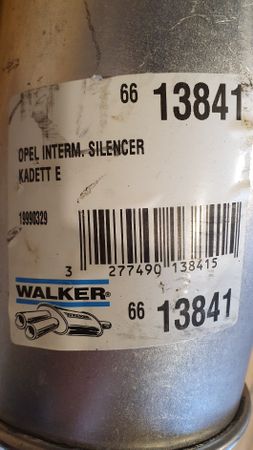 66 13841
OPEL INTERM. SILENCER
KADETT E
19990329
3 277490 138415
WALKER®
66 13841